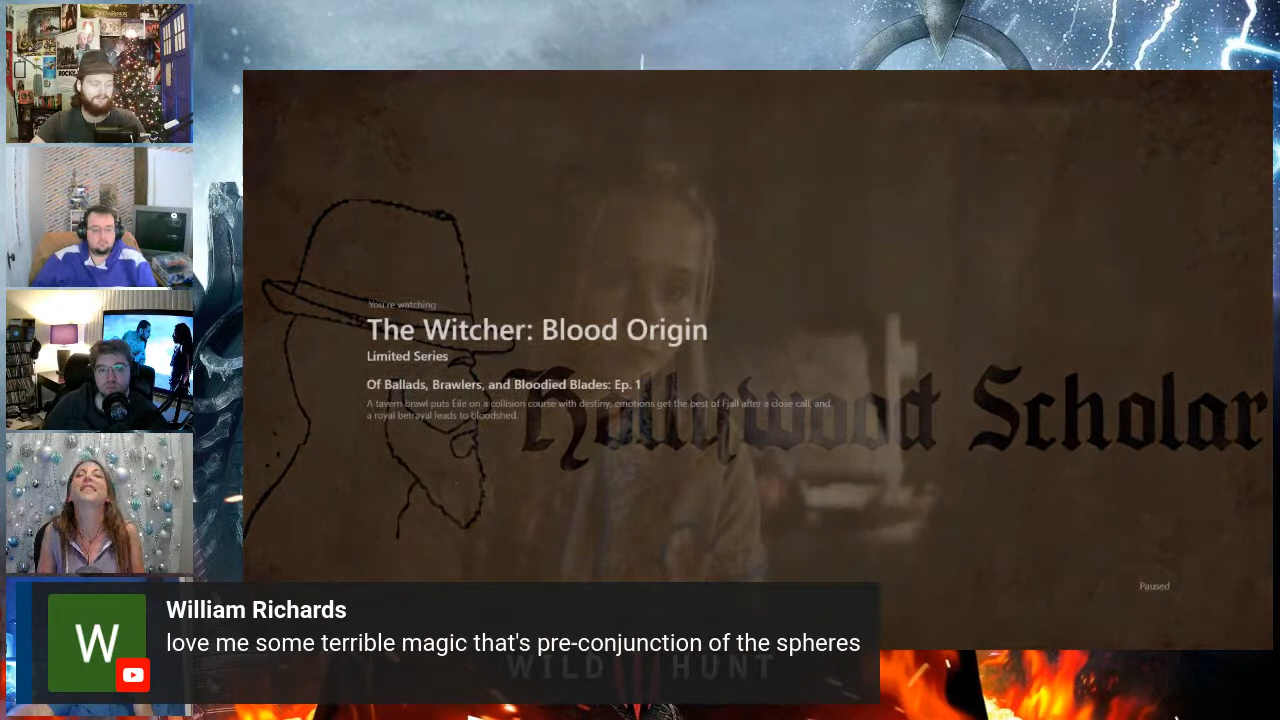 You're watching
The Witcher: Blood Origin
Limited Series
Of Ballads, Brawlers, and Bloodied Blades: Ep. 1
A tavern brawl puts Eile on a collision course with destiny, emotions get the best of Fjall after a close call, and
a royal betrayal leads to bloodshed.
Hollywood Scholar
Paused
W
William Richards
love me some terrible magic that's pre-conjunction of the spheres
WILD HUNT